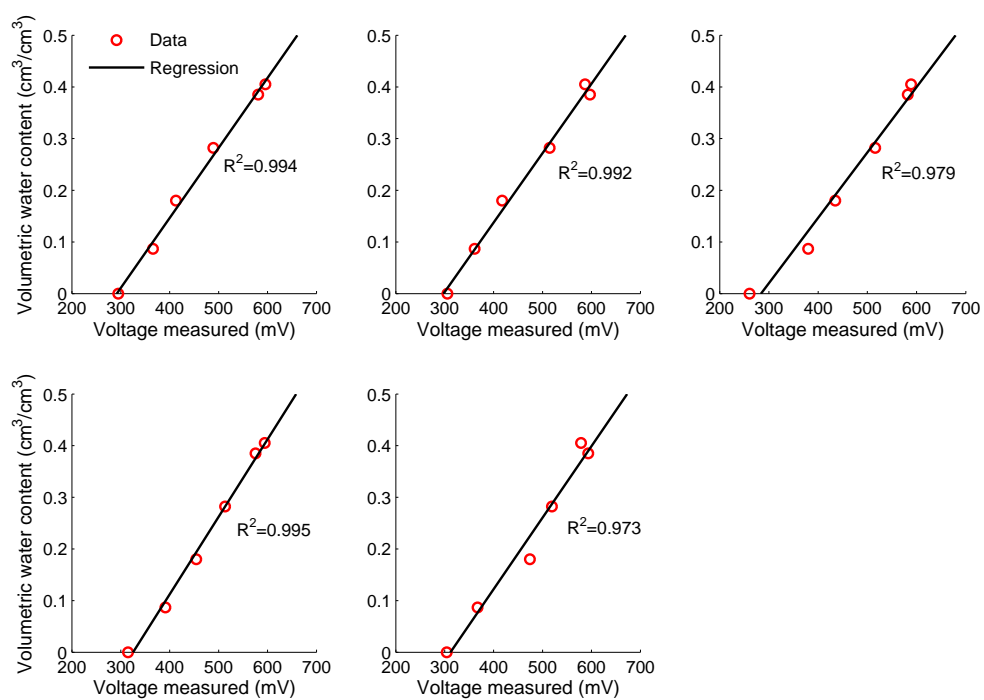 Volumetric water content (cm³/cm³)
0.5
0.4
0.3
0.2
0.1
0
Data
Regression
R²=0.994
200 300 400 500 600 700
Voltage measured (mV)
0.5
0.4
0.3
0.2
0.1
0
R²=0.992
200 300 400 500 600 700
Voltage measured (mV)
0.5
0.4
0.3
0.2
0.1
0
R²=0.979
200 300 400 500 600 700
Voltage measured (mV)
Volumetric water content (cm³/cm³)
0.5
0.4
0.3
0.2
0.1
0
R²=0.995
200 300 400 500 600 700
Voltage measured (mV)
0.5
0.4
0.3
0.2
0.1
0
R²=0.973
200 300 400 500 600 700
Voltage measured (mV)